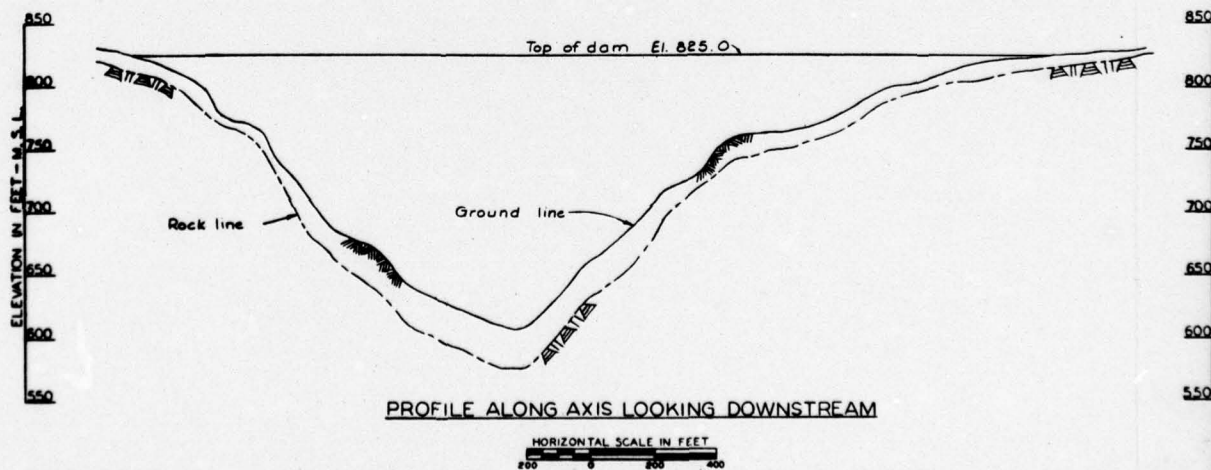 850
800
750
700
650
600
550
ELEVATION IN FEET - M.S.L.
Top of dam El. 825.0
Rock line
Ground line
850
800
750
700
650
600
550
PROFILE ALONG AXIS LOOKING DOWNSTREAM
HORIZONTAL SCALE IN FEET
200 0 200 400